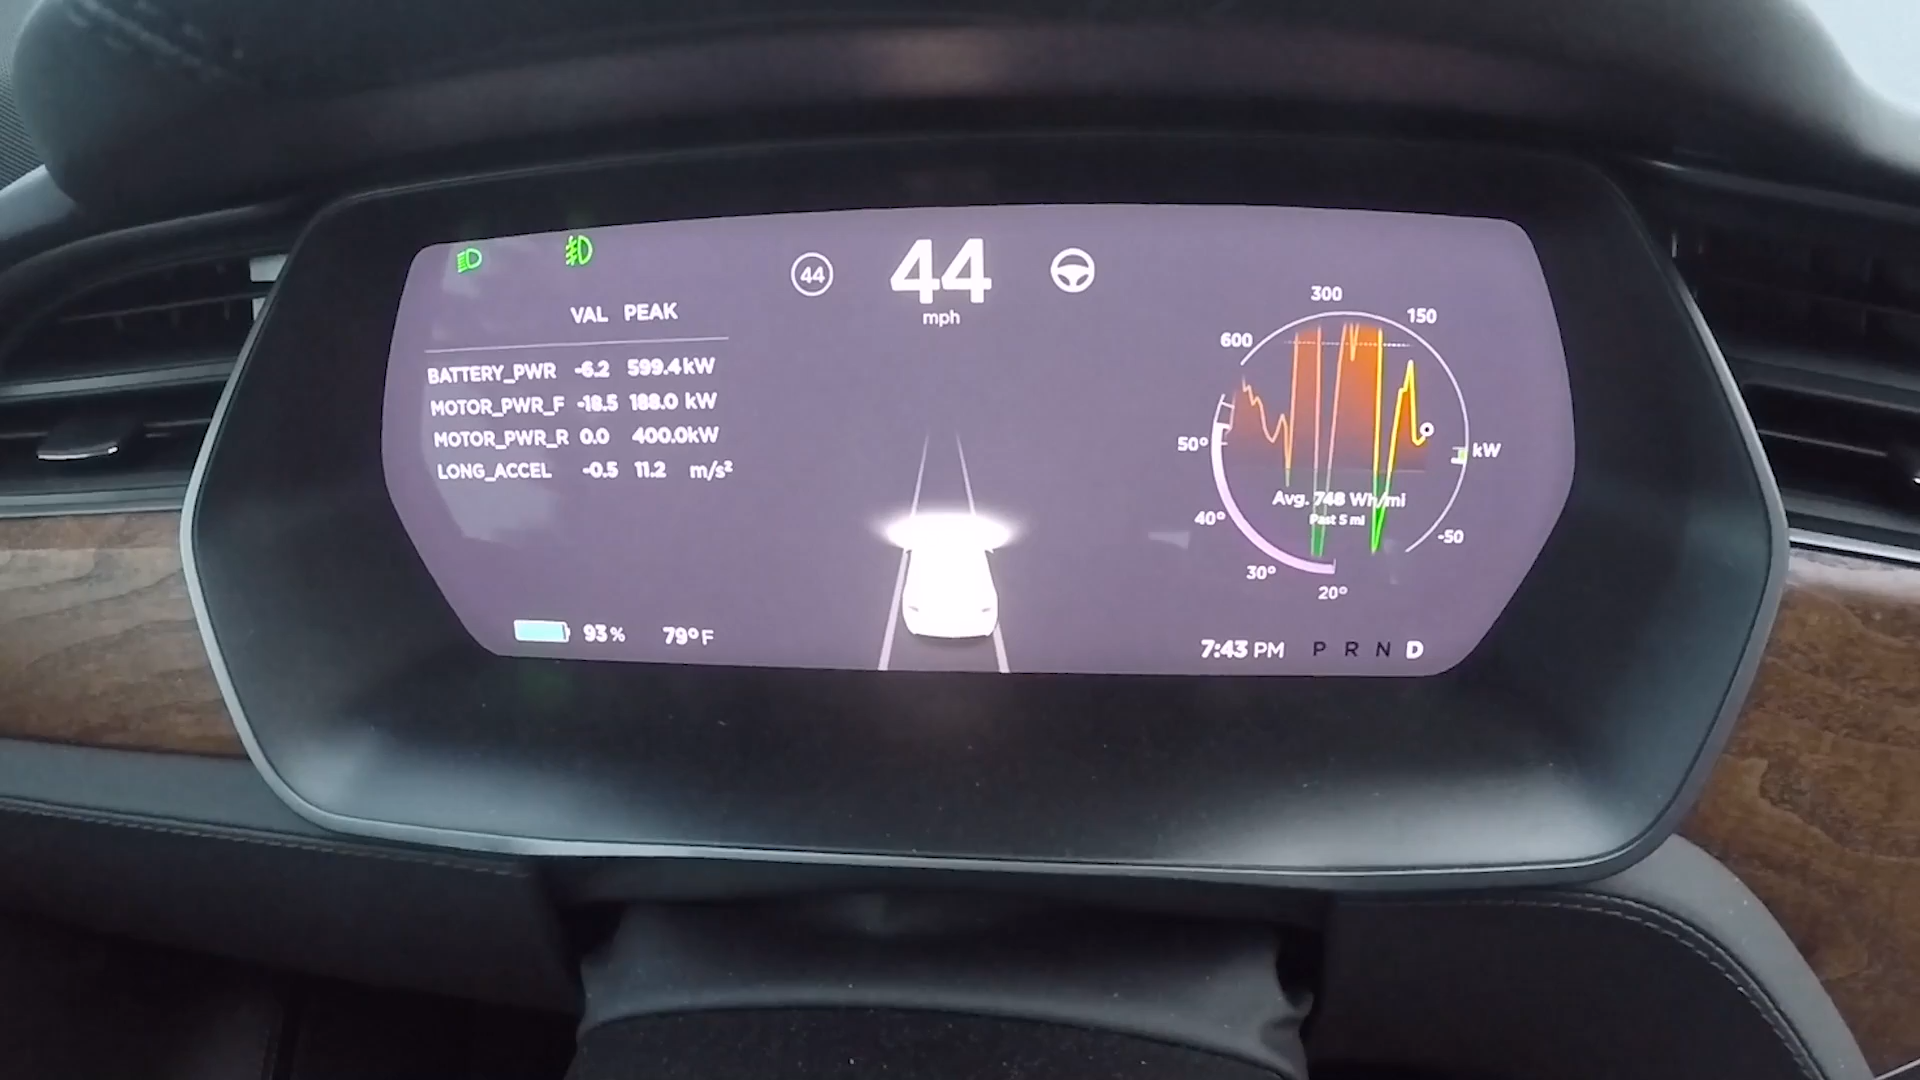 44 44
mph
VAL PEAK
BATTERY_PWR -6.2 599.4 kW
MOTOR_PWR_F -18.5 188.0 kW
MOTOR_PWR_R 0.0 400.0 kW
LONG_ACCEL -0.5 11.2 m/s²
300
150
600
50°
kW
Avg. 748 Wh/mi
Past 5 mi
40°
-50
30°
20°
93 % 79°F
7:43 PM P R N D